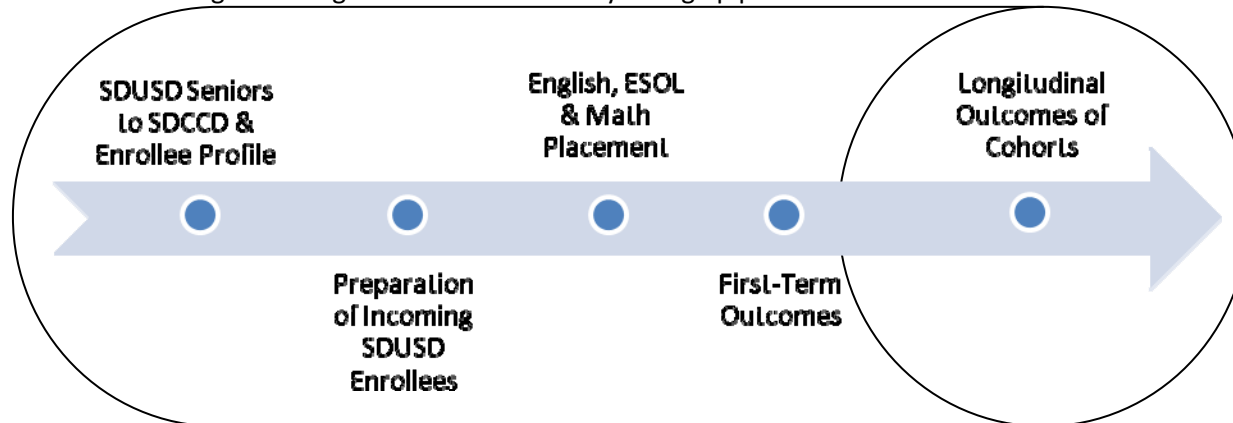 SDUSD Seniors
to SDCCD &
Enrollee Profile
Preparation
of Incoming
SDUSD
Enrollees
English, ESOL
& Math
Placement
First-Term
Outcomes
Longitudinal
Outcomes of
Cohorts